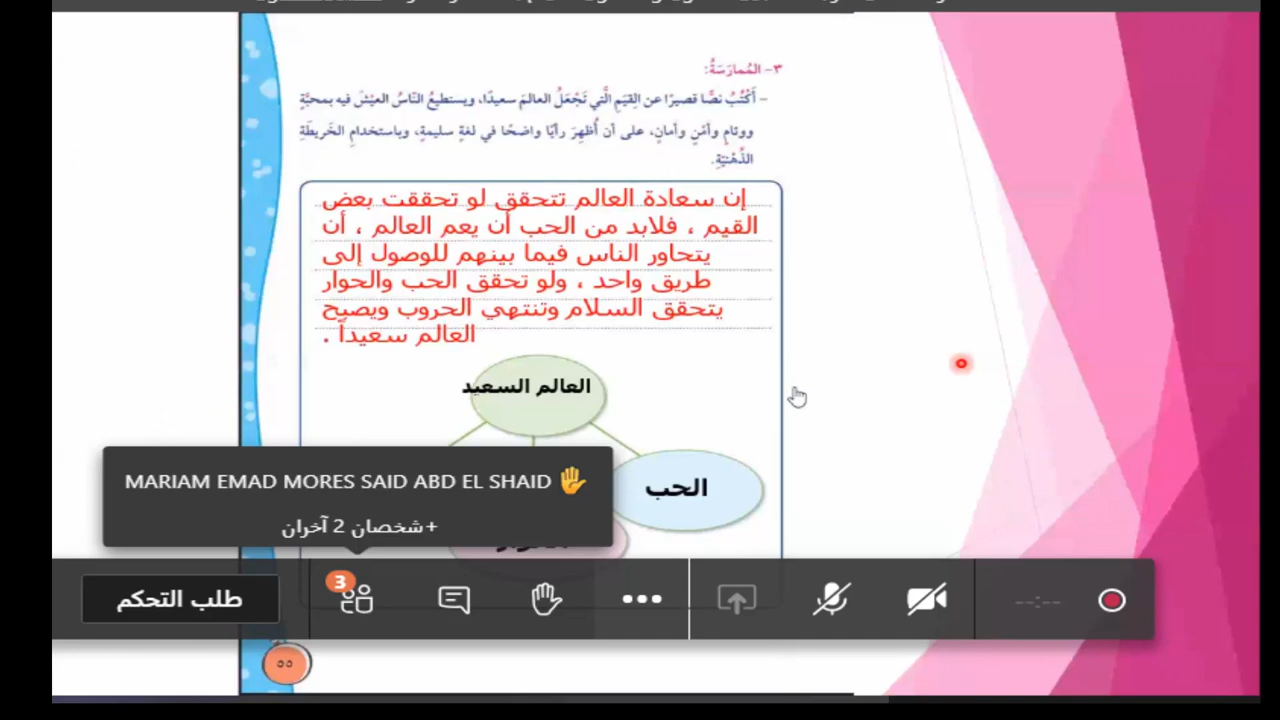 ٣- المُمارَسَةُ:
- أَكْتُبُ نصًّا قصيرًا عن القِيَمِ الَّتي تَجْعَلُ العالمَ سعيدًا، ويستطيعُ النّاسُ العيْشَ فيه بمحبَّةٍ
ووئامٍ وأمْنٍ وأمانٍ، على أن أُظهِرَ رأيًا واضحًا في لغةٍ سليمةٍ، وباستخدامِ الخَريطَةِ
الذِّهْنيَّةِ.
إن سعادة العالم تتحقق لو تحققت بعض
القيم ، فلابد من الحب أن يعم العالم ، أن
يتحاور الناس فيما بينهم للوصول إلى
طريق واحد ، ولو تحقق الحب والحوار
يتحقق السلام وتنتهي الحروب ويصبح
العالم سعيداً .
العالم السعيد
الحب
MARIAM EMAD MORES SAID ABD EL SHAID 🖐
+شخصان 2 آخران
طلب التحكم
3
--:--
٥٥